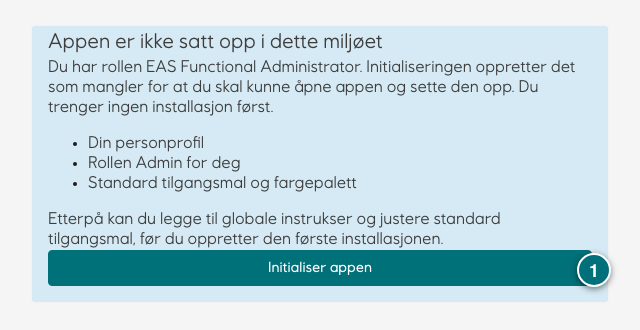 Appen er ikke satt opp i dette miljøet
Du har rollen EAS Functional Administrator. Initialiseringen oppretter det
som mangler for at du skal kunne åpne appen og sette den opp. Du
trenger ingen installasjon først.
• Din personprofil
• Rollen Admin for deg
• Standard tilgangsmal og fargepalett
Etterpå kan du legge til globale instrukser og justere standard
tilgangsmal, før du oppretter den første installasjonen.
Initialiser appen
1